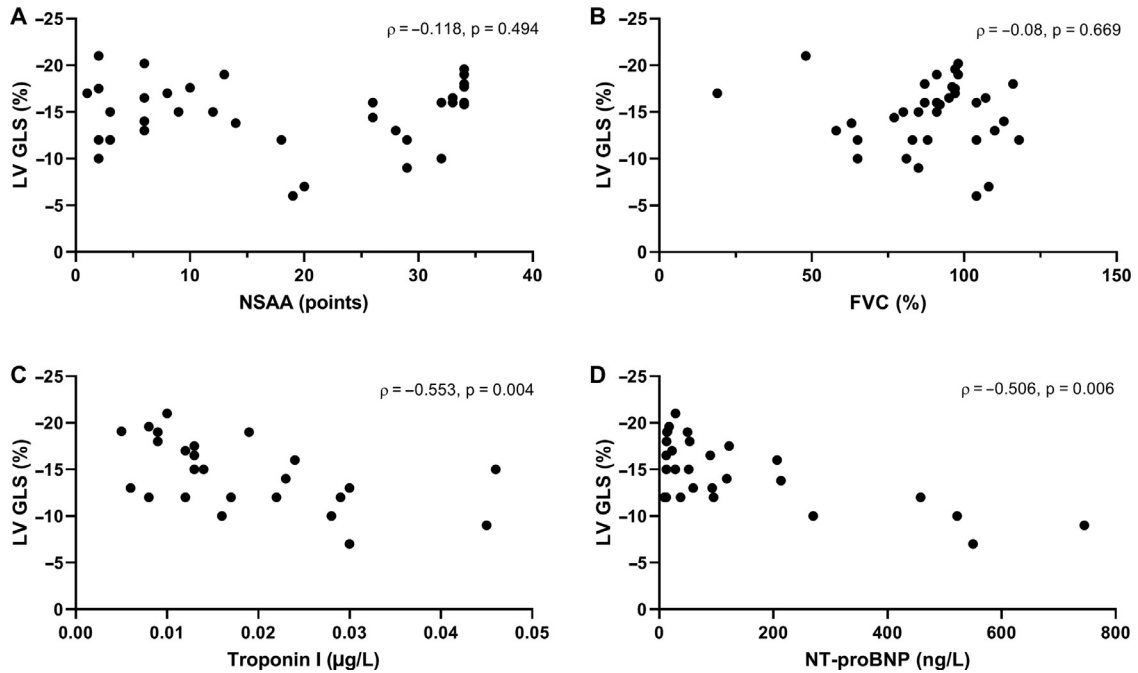 A
ρ = −0.118, p = 0.494
LV GLS (%)
−25
−20
−15
−10
−5
0
0 10 20 30 40
NSAA (points)
B
ρ = −0.08, p = 0.669
LV GLS (%)
−25
−20
−15
−10
−5
0
0 50 100 150
FVC (%)
C
ρ = −0.553, p = 0.004
LV GLS (%)
−25
−20
−15
−10
−5
0
0.00 0.01 0.02 0.03 0.04 0.05
Troponin I (µg/L)
D
ρ = −0.506, p = 0.006
LV GLS (%)
−25
−20
−15
−10
−5
0
0 200 400 600 800
NT-proBNP (ng/L)